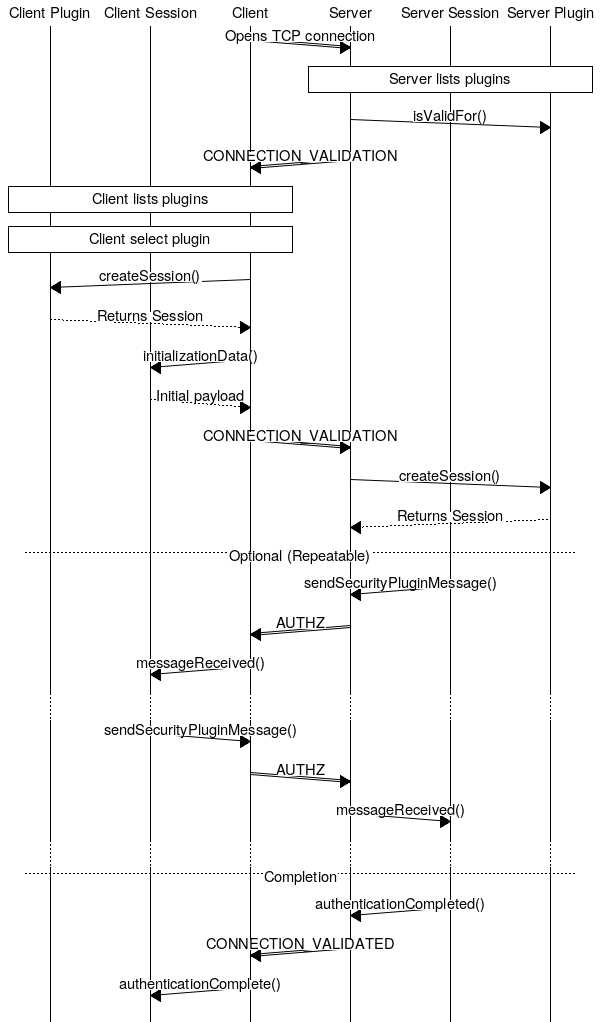 Client Plugin Client Session Client Server Server Session Server Plugin
Opens TCP connection
Server lists plugins
isValidFor()
CONNECTION_VALIDATION
Client lists plugins
Client select plugin
createSession()
Returns Session
initializationData()
Initial payload
CONNECTION_VALIDATION
createSession()
Returns Session
Optional (Repeatable)
sendSecurityPluginMessage()
AUTHZ
messageReceived()
sendSecurityPluginMessage()
AUTHZ
messageReceived()
Completion
authenticationCompleted()
CONNECTION_VALIDATED
authenticationComplete()